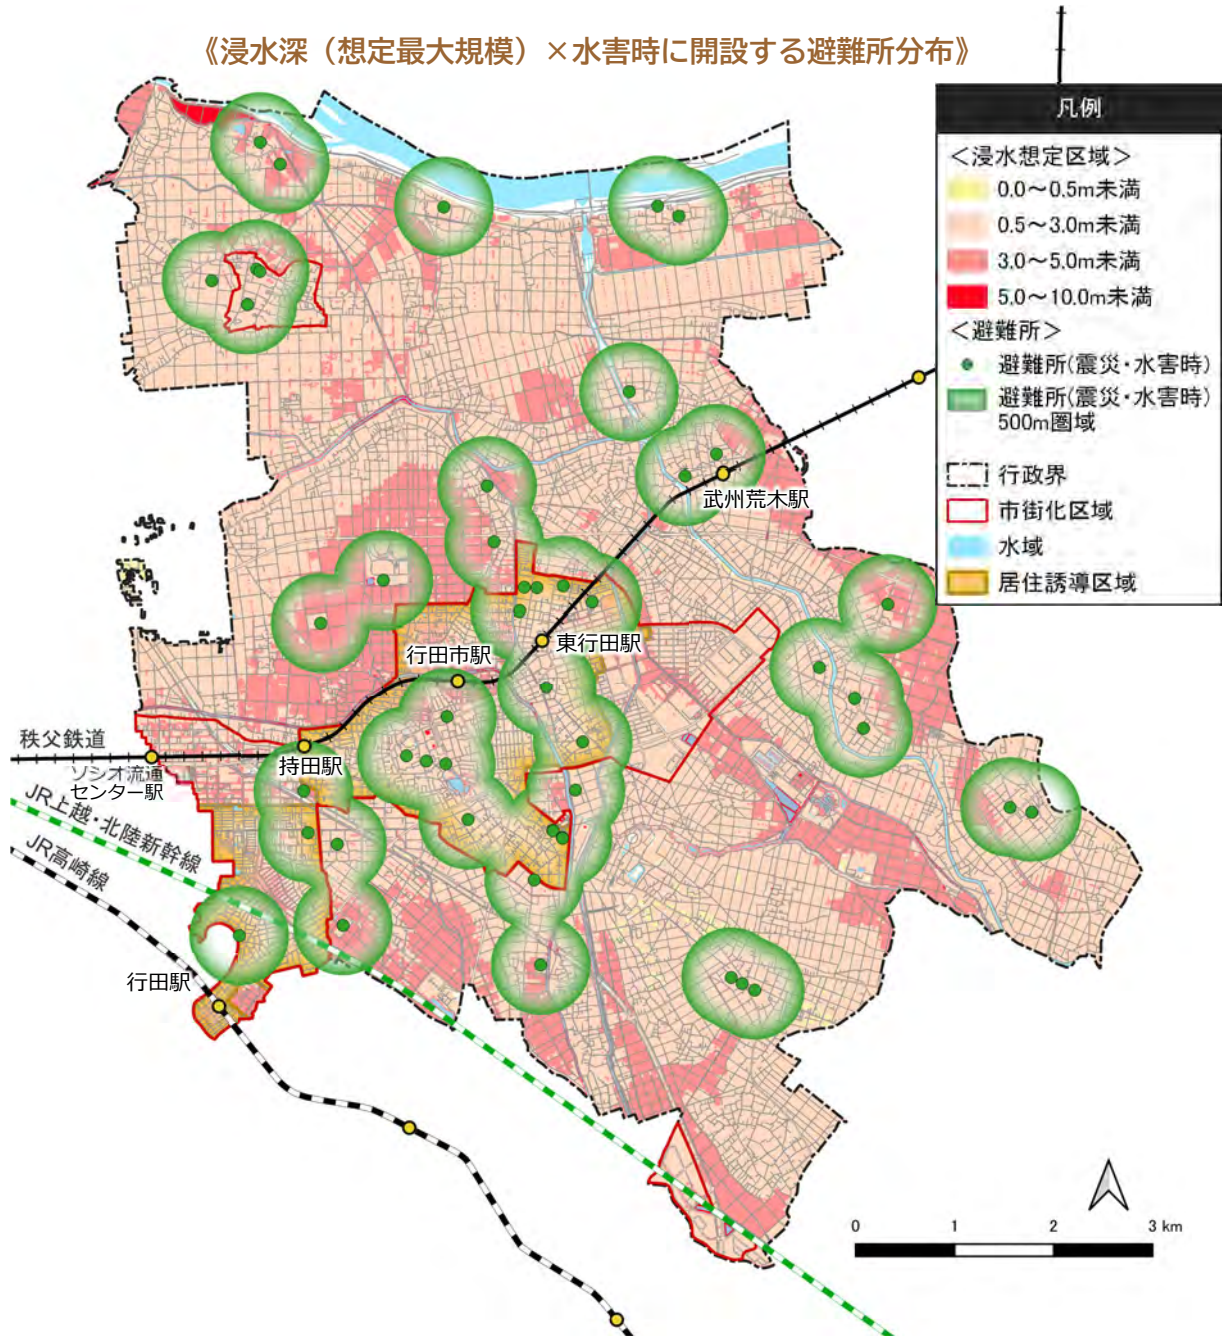 《浸水深（想定最大規模）×水害時に開設する避難所分布》
凡例
＜浸水想定区域＞
0.0～0.5m未満
0.5～3.0m未満
3.0～5.0m未満
5.0～10.0m未満
＜避難所＞
避難所(震災・水害時)
避難所(震災・水害時)
500m圏域
行政界
市街化区域
水域
居住誘導区域
武州荒木駅
東行田駅
行田市駅
秩父鉄道
持田駅
ソシオ流通
センター駅
JR上越・北陸新幹線
JR高崎線
行田駅
0 1 2 3 km